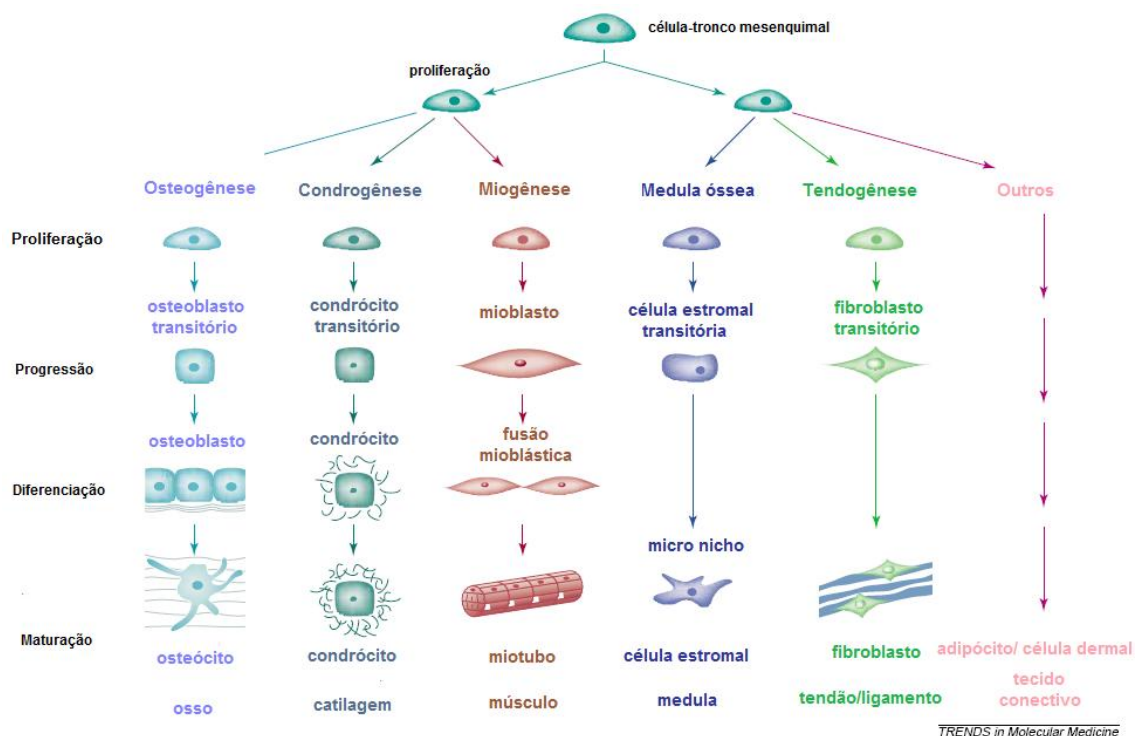 célula-tronco mesenquimal
proliferação
Osteogênese Condrogênese Miogênese Medula óssea Tendogênese Outros
Proliferação
osteoblasto transitório
condrócito transitório
mioblasto
célula estromal transitória
fibroblasto transitório
Progressão
osteoblasto
condrócito
fusão mioblástica
Diferenciação
micro nicho
Maturação
osteócito condrócito miotubo célula estromal fibroblasto adipócito/ célula dermal
osso catilagem músculo medula tendão/ligamento tecido conectivo
TRENDS in Molecular Medicine